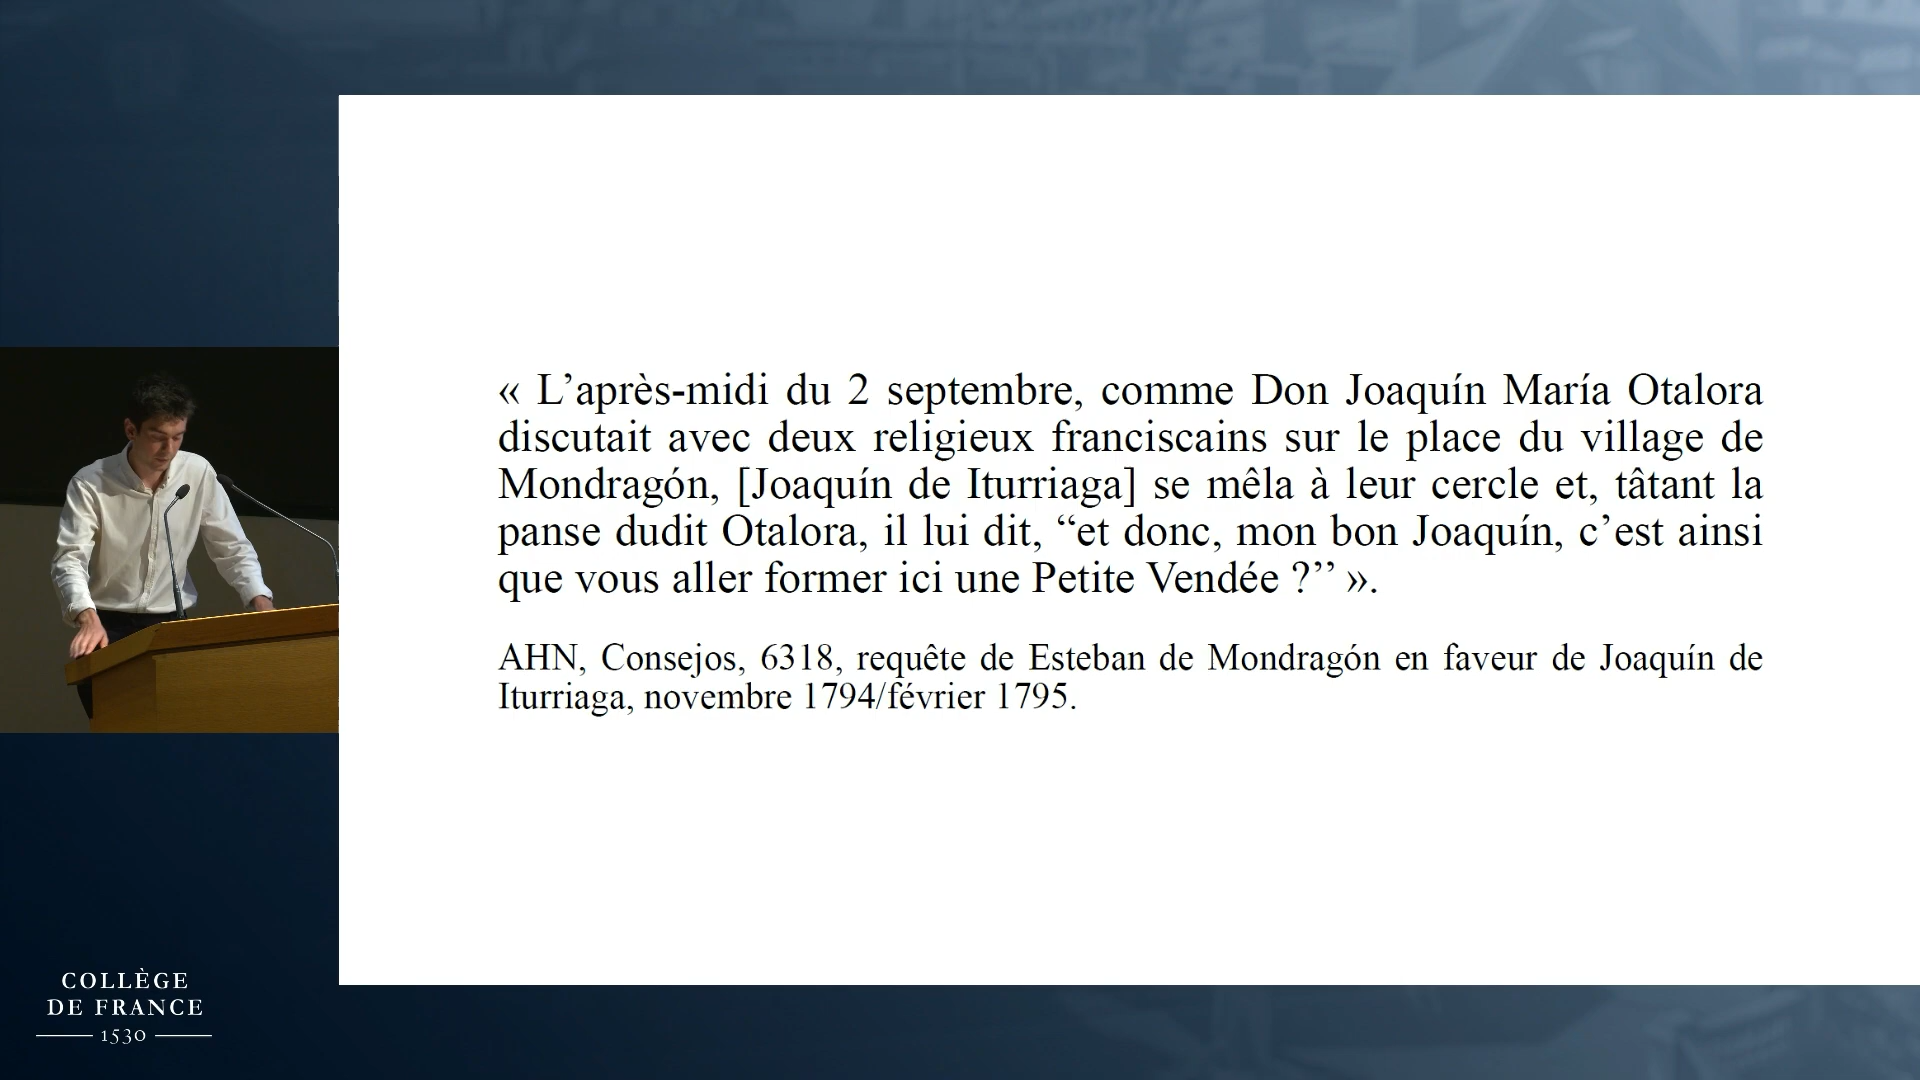 « L’après-midi du 2 septembre, comme Don Joaquín María Otalora
discutait avec deux religieux franciscains sur le place du village de
Mondragón, [Joaquín de Iturriaga] se mêla à leur cercle et, tâtant la
panse dudit Otalora, il lui dit, “et donc, mon bon Joaquín, c’est ainsi
que vous aller former ici une Petite Vendée ?’’ ».
AHN, Consejos, 6318, requête de Esteban de Mondragón en faveur de Joaquín de
Iturriaga, novembre 1794/février 1795.
COLLÈGE
DE FRANCE
1530